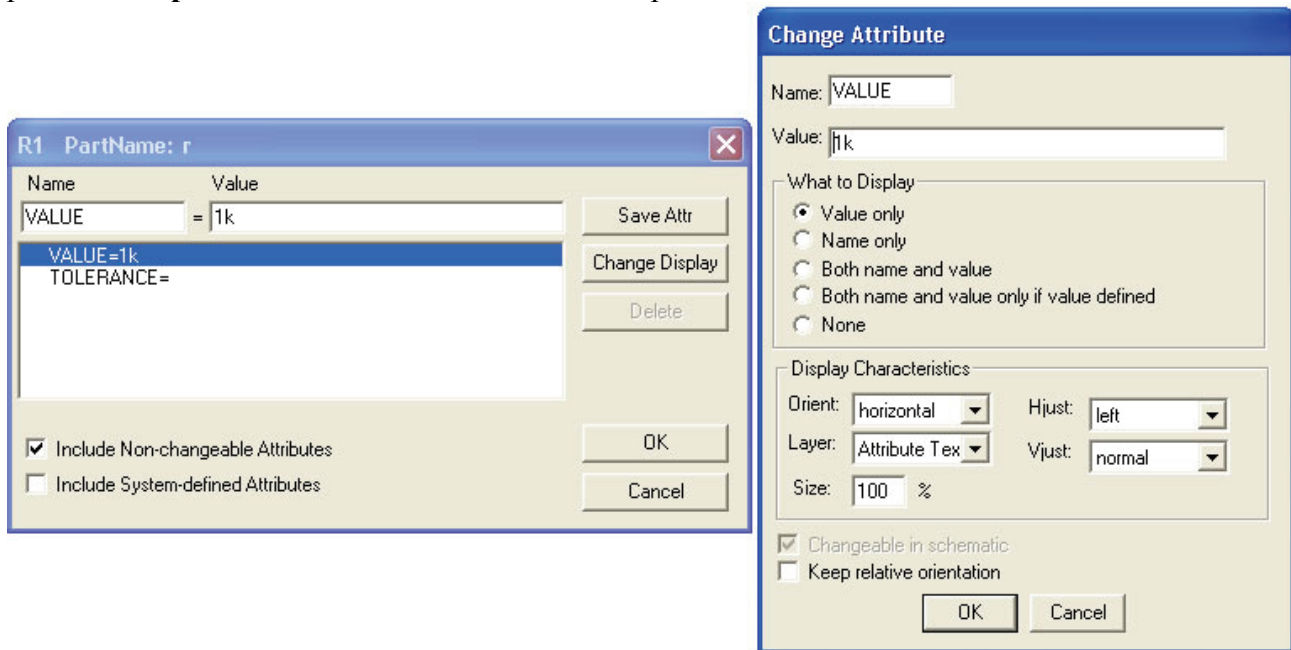 R1 PartName: r
Name Value
VALUE = 1k
Save Attr
VALUE=1k
TOLERANCE=
Change Display
Delete
Include Non-changeable Attributes
OK
Include System-defined Attributes
Cancel
Change Attribute
Name: VALUE
Value: 1k
What to Display
Value only
Name only
Both name and value
Both name and value only if value defined
None
Display Characteristics
Orient: horizontal Hjust: left
Layer: Attribute Tex Vjust: normal
Size: 100 %
Changeable in schematic
Keep relative orientation
OK Cancel